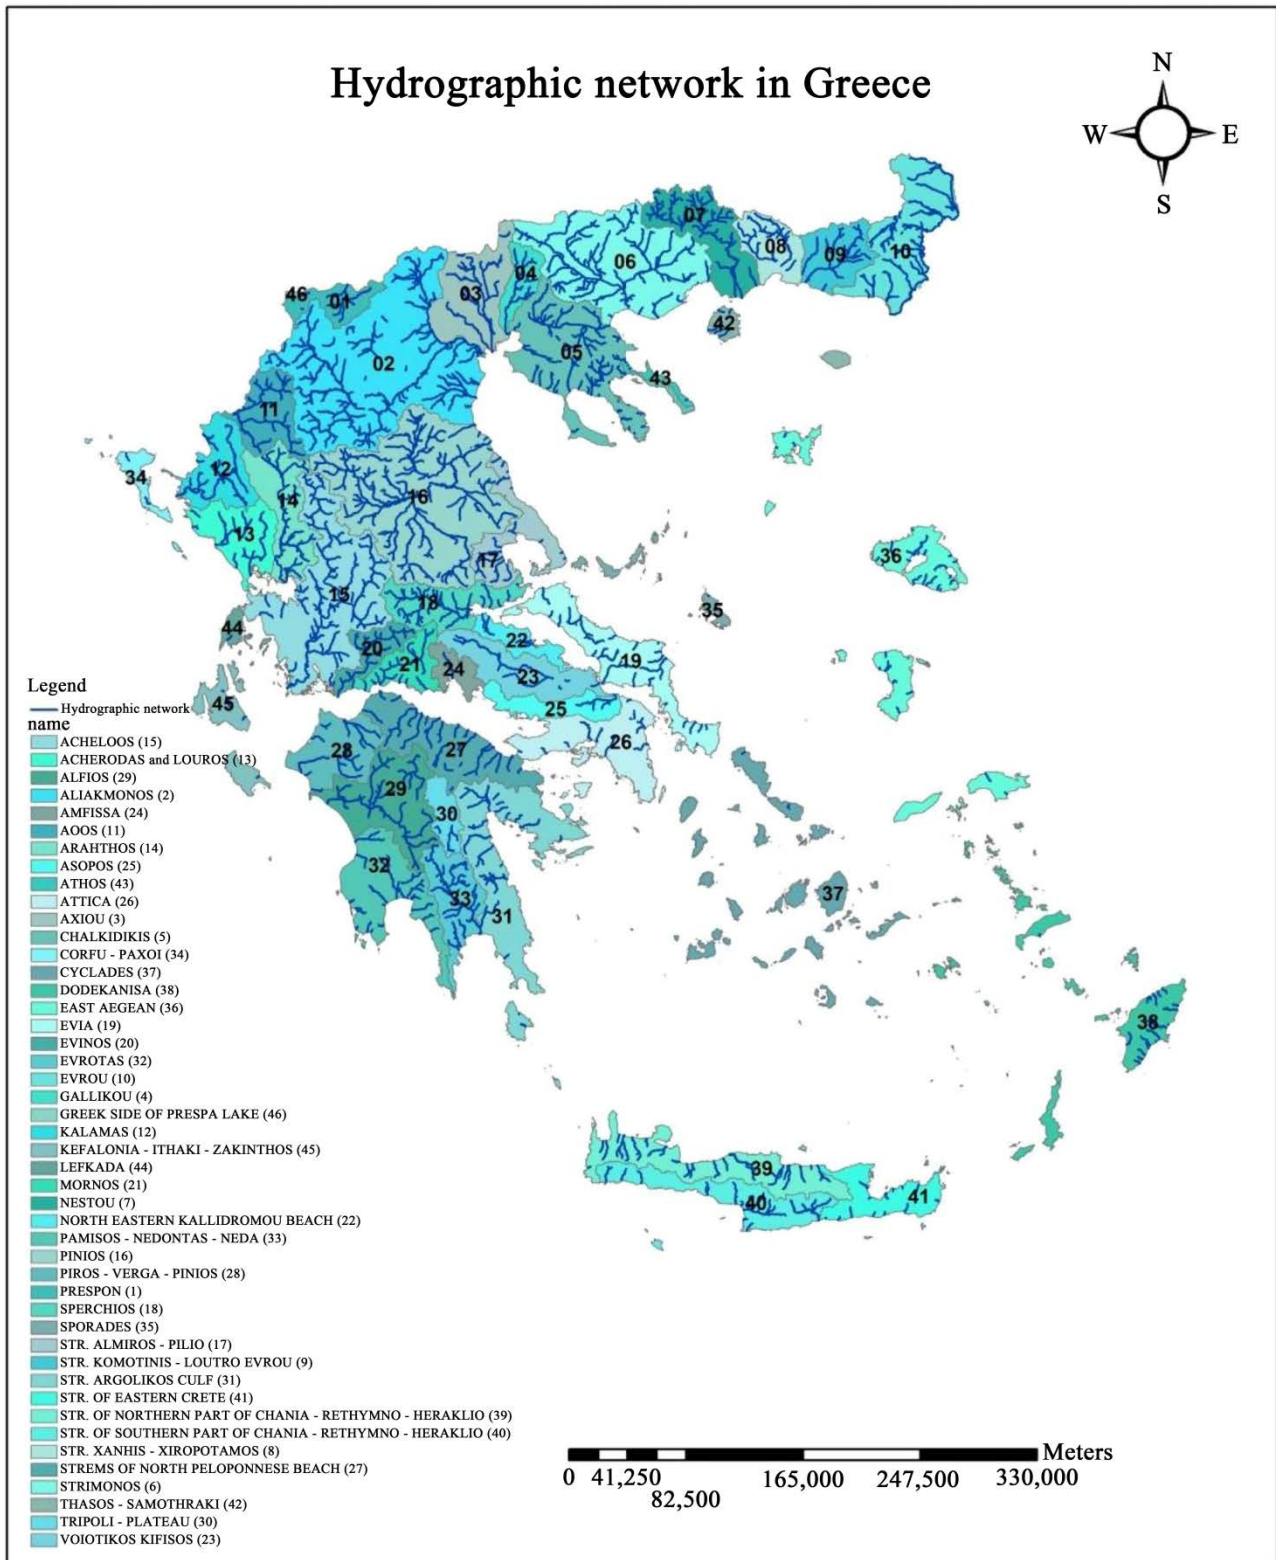 Hydrographic network in Greece
N
W E
S
07
08
09
10
06
04
03
46
01
42
05
02
43
11
12
34
16
14
13
36
17
15
18
35
44
20
22
21
24
19
23
45
25
26
28
27
29
30
32
37
33
31
38
39
40
41
Legend
Hydrographic network
name
ACHELOOS (15)
ACHERODAS and LOUROS (13)
ALFIOS (29)
ALIAKMONOS (2)
AMFISSA (24)
AOOS (11)
ARAHTHOS (14)
ASOPOS (25)
ATHOS (43)
ATTICA (26)
AXIOU (3)
CHALKIDIKIS (5)
CORFU - PAXOI (34)
CYCLADES (37)
DODEKANISA (38)
EAST AEGEAN (36)
EVIA (19)
EVINOS (20)
EVROTAS (32)
EVROU (10)
GALLIKOU (4)
GREEK SIDE OF PRESPA LAKE (46)
KALAMAS (12)
KEFALONIA - ITHAKI - ZAKINTHOS (45)
LEFKADA (44)
MORNOS (21)
NESTOU (7)
NORTH EASTERN KALLIDROMOU BEACH (22)
PAMISOS - NEDONTAS - NEDA (33)
PINIOS (16)
PIROS - VERGA - PINIOS (28)
PRESPON (1)
SPERCHIOS (18)
SPORADES (35)
STR. ALMIROS - PILIO (17)
STR. KOMOTINIS - LOUTRO EVROU (9)
STR. ARGOLIKOS CULF (31)
STR. OF EASTERN CRETE (41)
STR. OF NORTHERN PART OF CHANIA - RETHYMNO - HERAKLIO (39)
STR. OF SOUTHERN PART OF CHANIA - RETHYMNO - HERAKLIO (40)
STR. XANHIS - XIROPOTAMOS (8)
STREMS OF NORTH PELOPONNESE BEACH (27)
STRIMONOS (6)
THASOS - SAMOTHRAKI (42)
TRIPOLI - PLATEAU (30)
VOIOTIKOS KIFISOS (23)
Meters
0 41,250 165,000 247,500 330,000
82,500